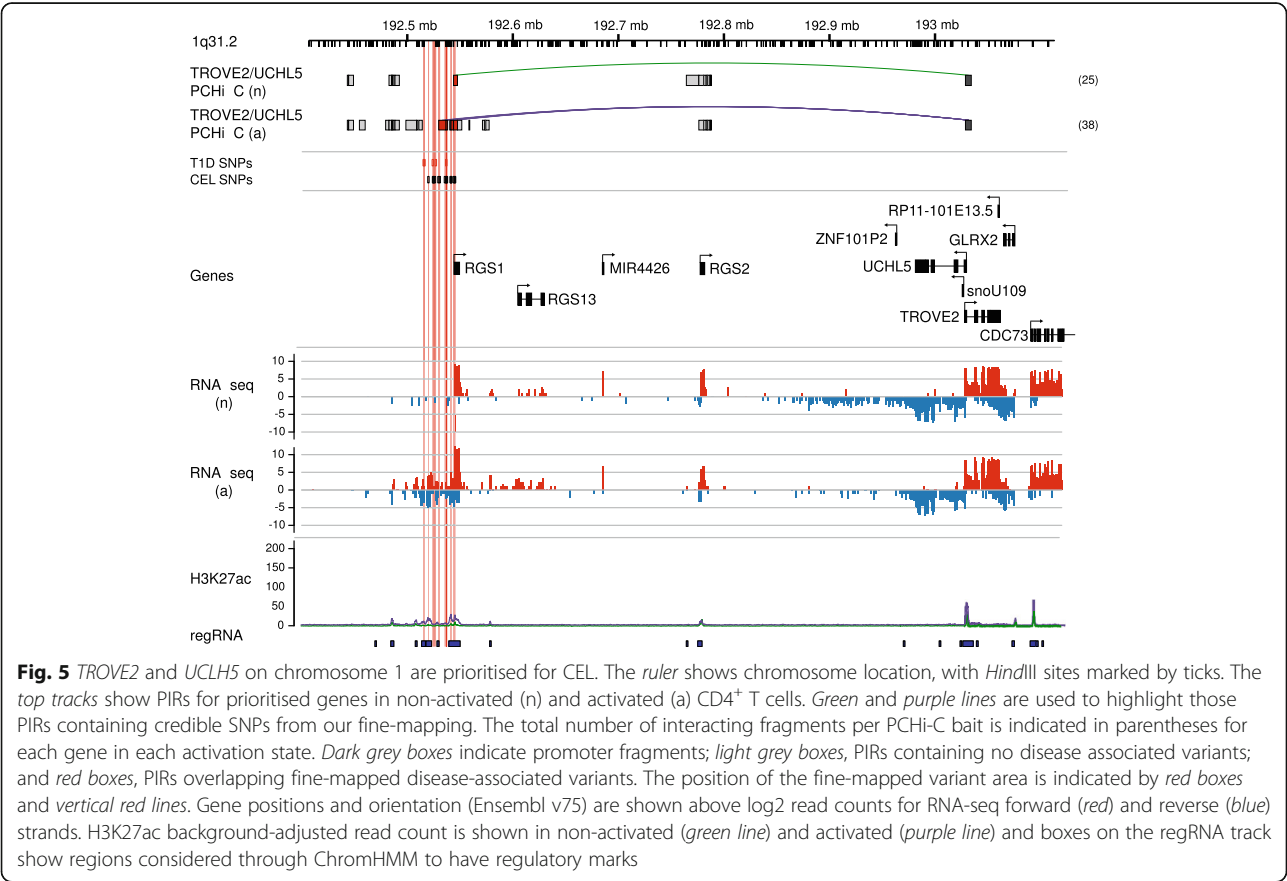 192.5 mb 192.6 mb 192.7 mb 192.8 mb 192.9 mb 193 mb
1q31.2
TROVE2/UCHL5
PCHi C (n)
(25)
TROVE2/UCHL5
PCHi C (a)
(38)
T1D SNPs
CEL SNPs
RP11-101E13.5
ZNF101P2
GLRX2
Genes
RGS1
MIR4426
RGS2
UCHL5
snoU109
RGS13
TROVE2
CDC73
RNA seq
(n)
10
5
0
-5
-10
RNA seq
(a)
10
5
0
-5
-10
H3K27ac
200
150
100
50
0
regRNA
Fig. 5 TROVE2 and UCLH5 on chromosome 1 are prioritised for CEL. The ruler shows chromosome location, with HindIII sites marked by ticks. The
top tracks show PIRs for prioritised genes in non-activated (n) and activated (a) CD4+ T cells. Green and purple lines are used to highlight those
PIRs containing credible SNPs from our fine-mapping. The total number of interacting fragments per PCHi-C bait is indicated in parentheses for
each gene in each activation state. Dark grey boxes indicate promoter fragments; light grey boxes, PIRs containing no disease associated variants;
and red boxes, PIRs overlapping fine-mapped disease-associated variants. The position of the fine-mapped variant area is indicated by red boxes
and vertical red lines. Gene positions and orientation (Ensembl v75) are shown above log2 read counts for RNA-seq forward (red) and reverse (blue)
strands. H3K27ac background-adjusted read count is shown in non-activated (green line) and activated (purple line) and boxes on the regRNA track
show regions considered through ChromHMM to have regulatory marks